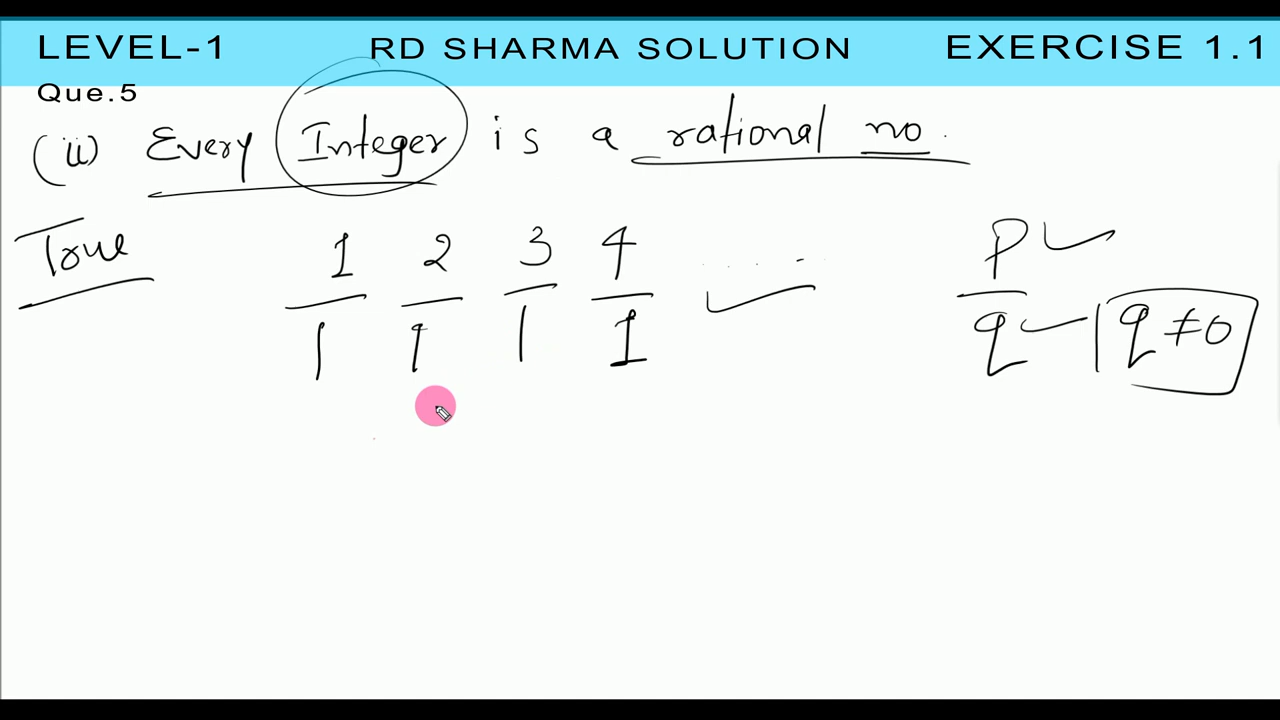 LEVEL-1 RD SHARMA SOLUTION EXERCISE 1.1
Que.5
(ii) Every Integer is a rational no.
True 1/1 2/1 3/1 4/1 ..... p/q | q ≠ 0